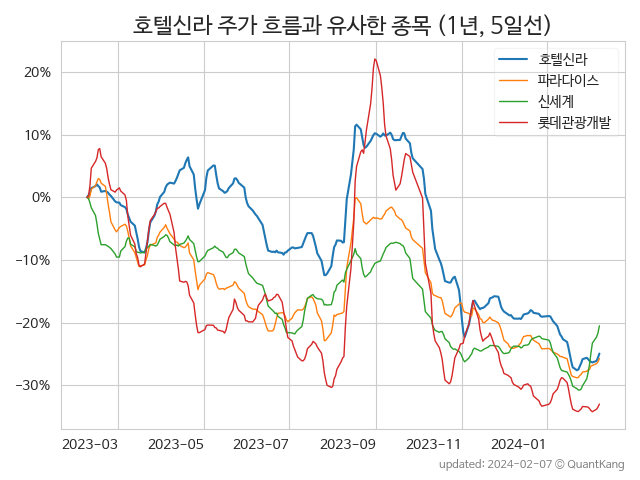 호텔신라 주가 흐름과 유사한 종목 (1년, 5일선)
호텔신라
파라다이스
신세계
롯데관광개발
20%
10%
0%
−10%
−20%
−30%
2023-03 2023-05 2023-07 2023-09 2023-11 2024-01
updated: 2024-02-07 © QuantKang